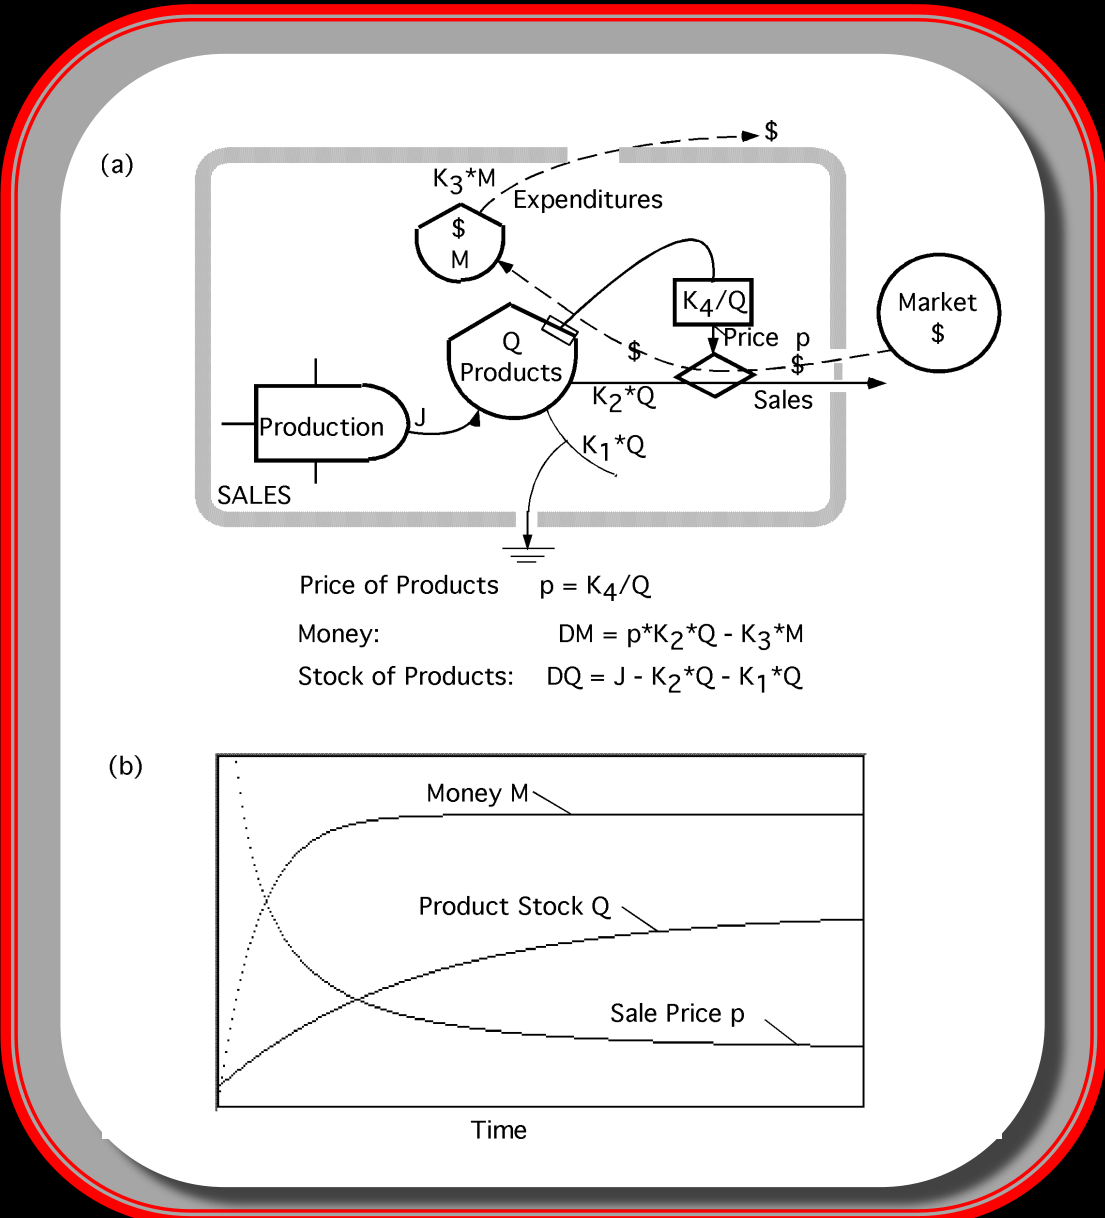 (a)
$
K3*M
Expenditures
$
M
K4/Q
Market
$
Price p
Q
Products
$
$
K2*Q
Sales
Production
J
K1*Q
SALES
Price of Products p = K4/Q
Money: DM = p*K2*Q - K3*M
Stock of Products: DQ = J - K2*Q - K1*Q
(b)
Money M
Product Stock Q
Sale Price p
Time